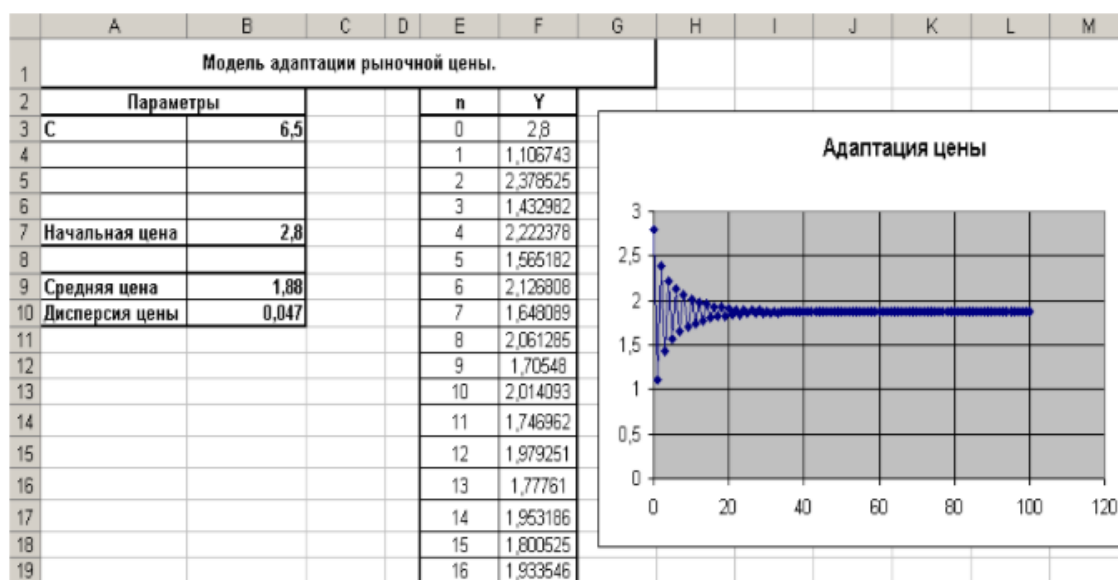 A B C D E F G H I J K L M
1 Модель адаптации рыночной цены.
2 Параметры n Y
3 C 6,5 0 2,8
4 1 1,106743
5 2 2,378525
6 3 1,432982
7 Начальная цена 2,8 4 2,222378
8 5 1,565182
9 Средняя цена 1,88 6 2,126808
10 Дисперсия цены 0,047 7 1,648089
11 8 2,061285
12 9 1,70548
13 10 2,014093
14 11 1,746962
15 12 1,979251
16 13 1,77761
17 14 1,953186
18 15 1,800525
19 16 1,933546
Адаптация цены
3
2,5
2
1,5
1
0,5
0
0 20 40 60 80 100 120